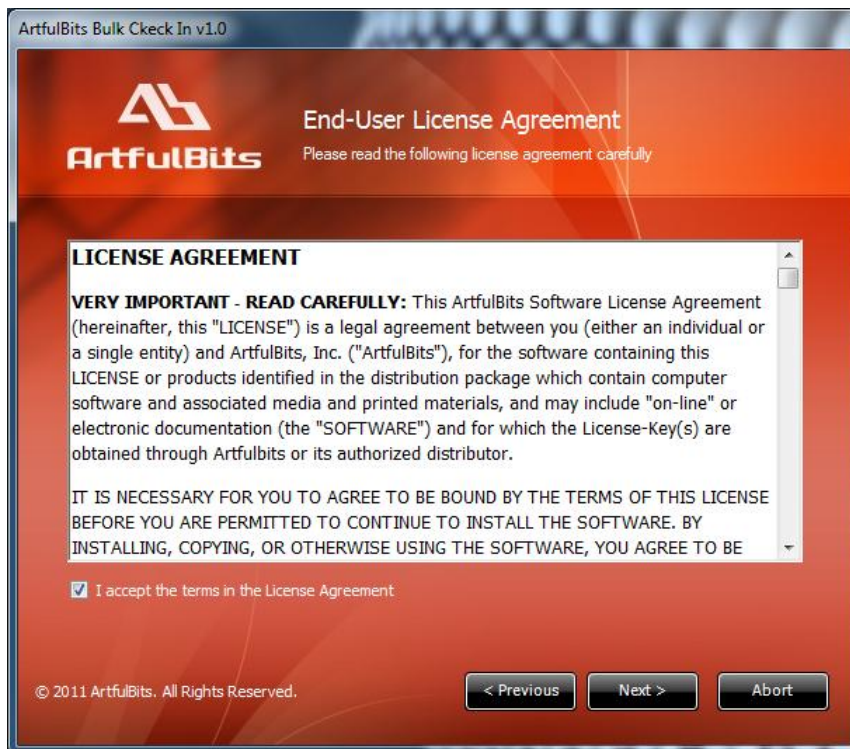 ArtfulBits Bulk Ckeck In v1.0
ArtfulBits
End-User License Agreement
Please read the following license agreement carefully
LICENSE AGREEMENT
VERY IMPORTANT - READ CAREFULLY: This ArtfulBits Software License Agreement
(hereinafter, this "LICENSE") is a legal agreement between you (either an individual or
a single entity) and ArtfulBits, Inc. ("ArtfulBits"), for the software containing this
LICENSE or products identified in the distribution package which contain computer
software and associated media and printed materials, and may include "on-line" or
electronic documentation (the "SOFTWARE") and for which the License-Key(s) are
obtained through Artfulbits or its authorized distributor.
IT IS NECESSARY FOR YOU TO AGREE TO BE BOUND BY THE TERMS OF THIS LICENSE
BEFORE YOU ARE PERMITTED TO CONTINUE TO INSTALL THE SOFTWARE. BY
INSTALLING, COPYING, OR OTHERWISE USING THE SOFTWARE, YOU AGREE TO BE
I accept the terms in the License Agreement
© 2011 ArtfulBits. All Rights Reserved.
< Previous
Next >
Abort